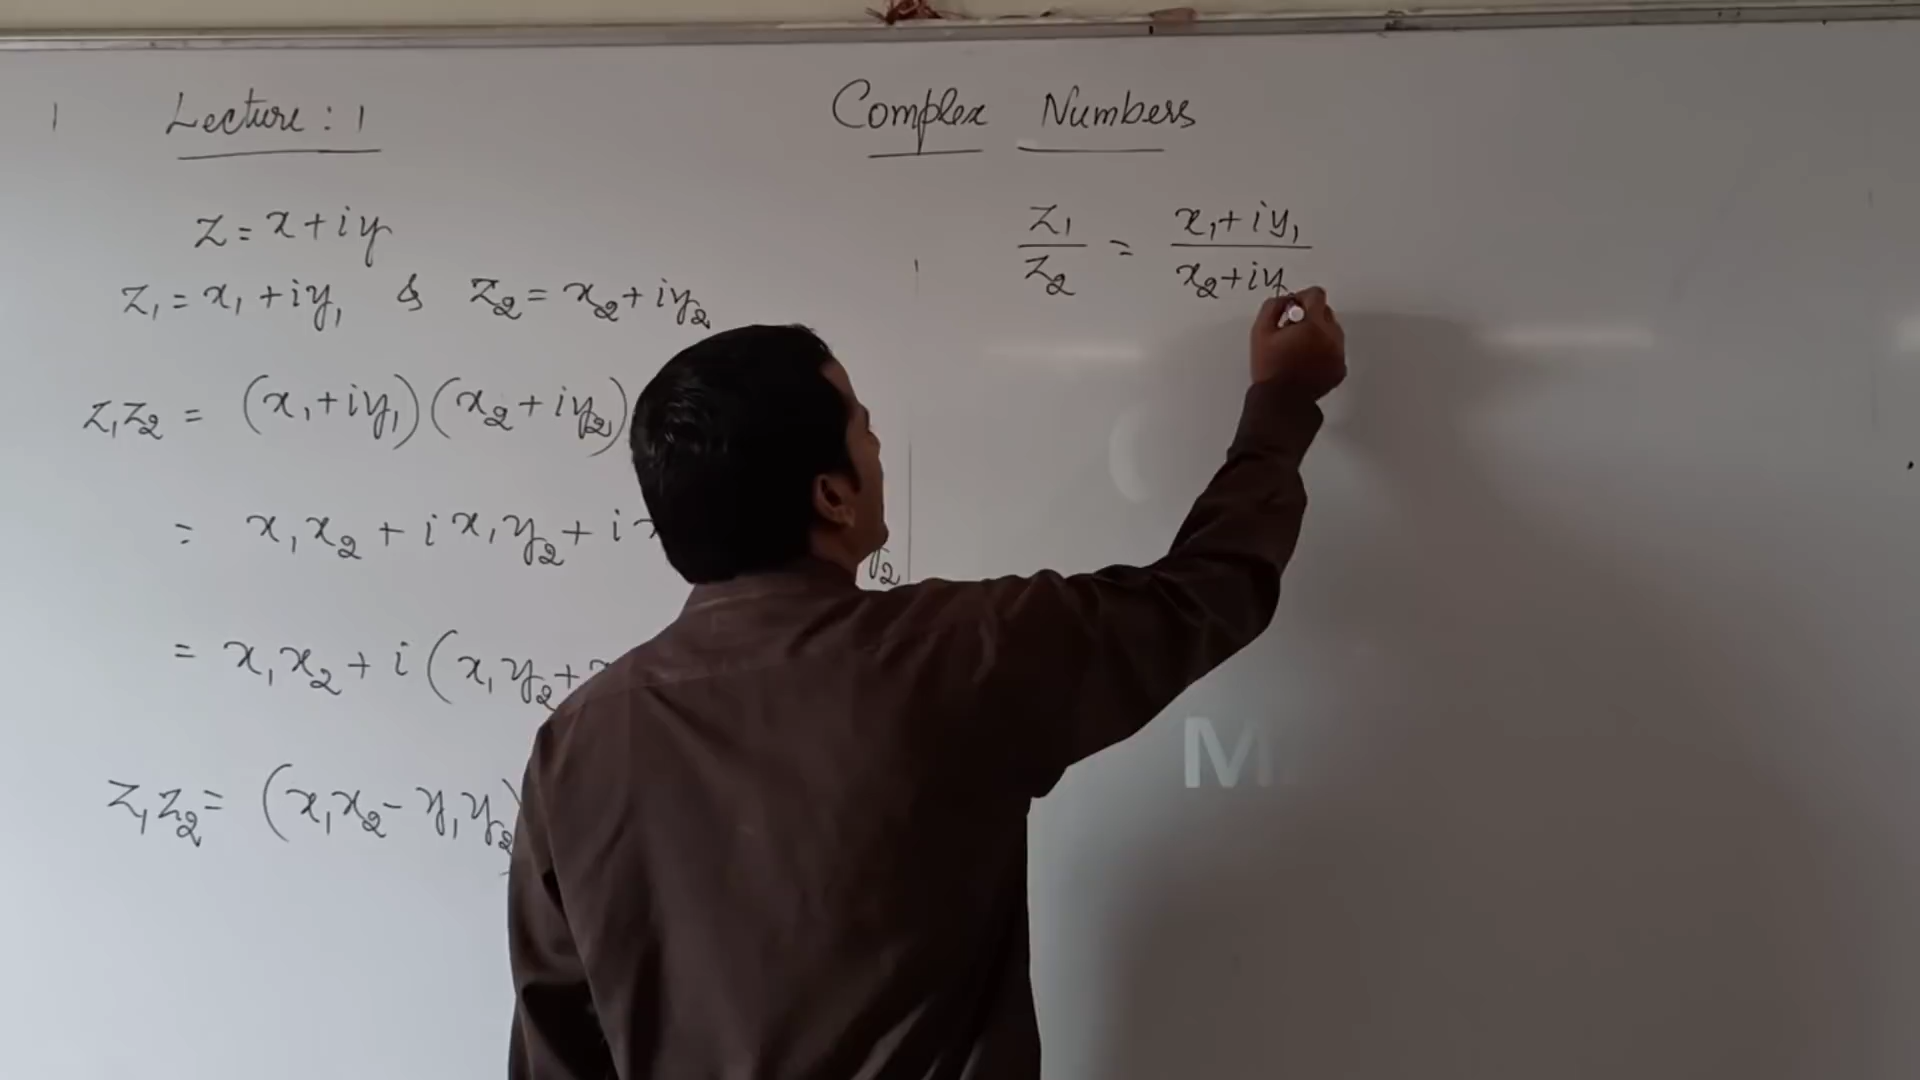 Lecture : 1
Complex Numbers
z = x + iy
z₁ = x₁ + iy₁ & z₂ = x₂ + iy₂
z₁z₂ = (x₁ + iy₁)(x₂ + iy₂)
= x₁x₂ + i x₁y₂ + i x y₂
= x₁x₂ + i (x₁y₂ +
z₁z₂ = (x₁x₂ - y₁y₂)
z₁/z₂ = x₁ + iy₁ / x₂ + iy
M